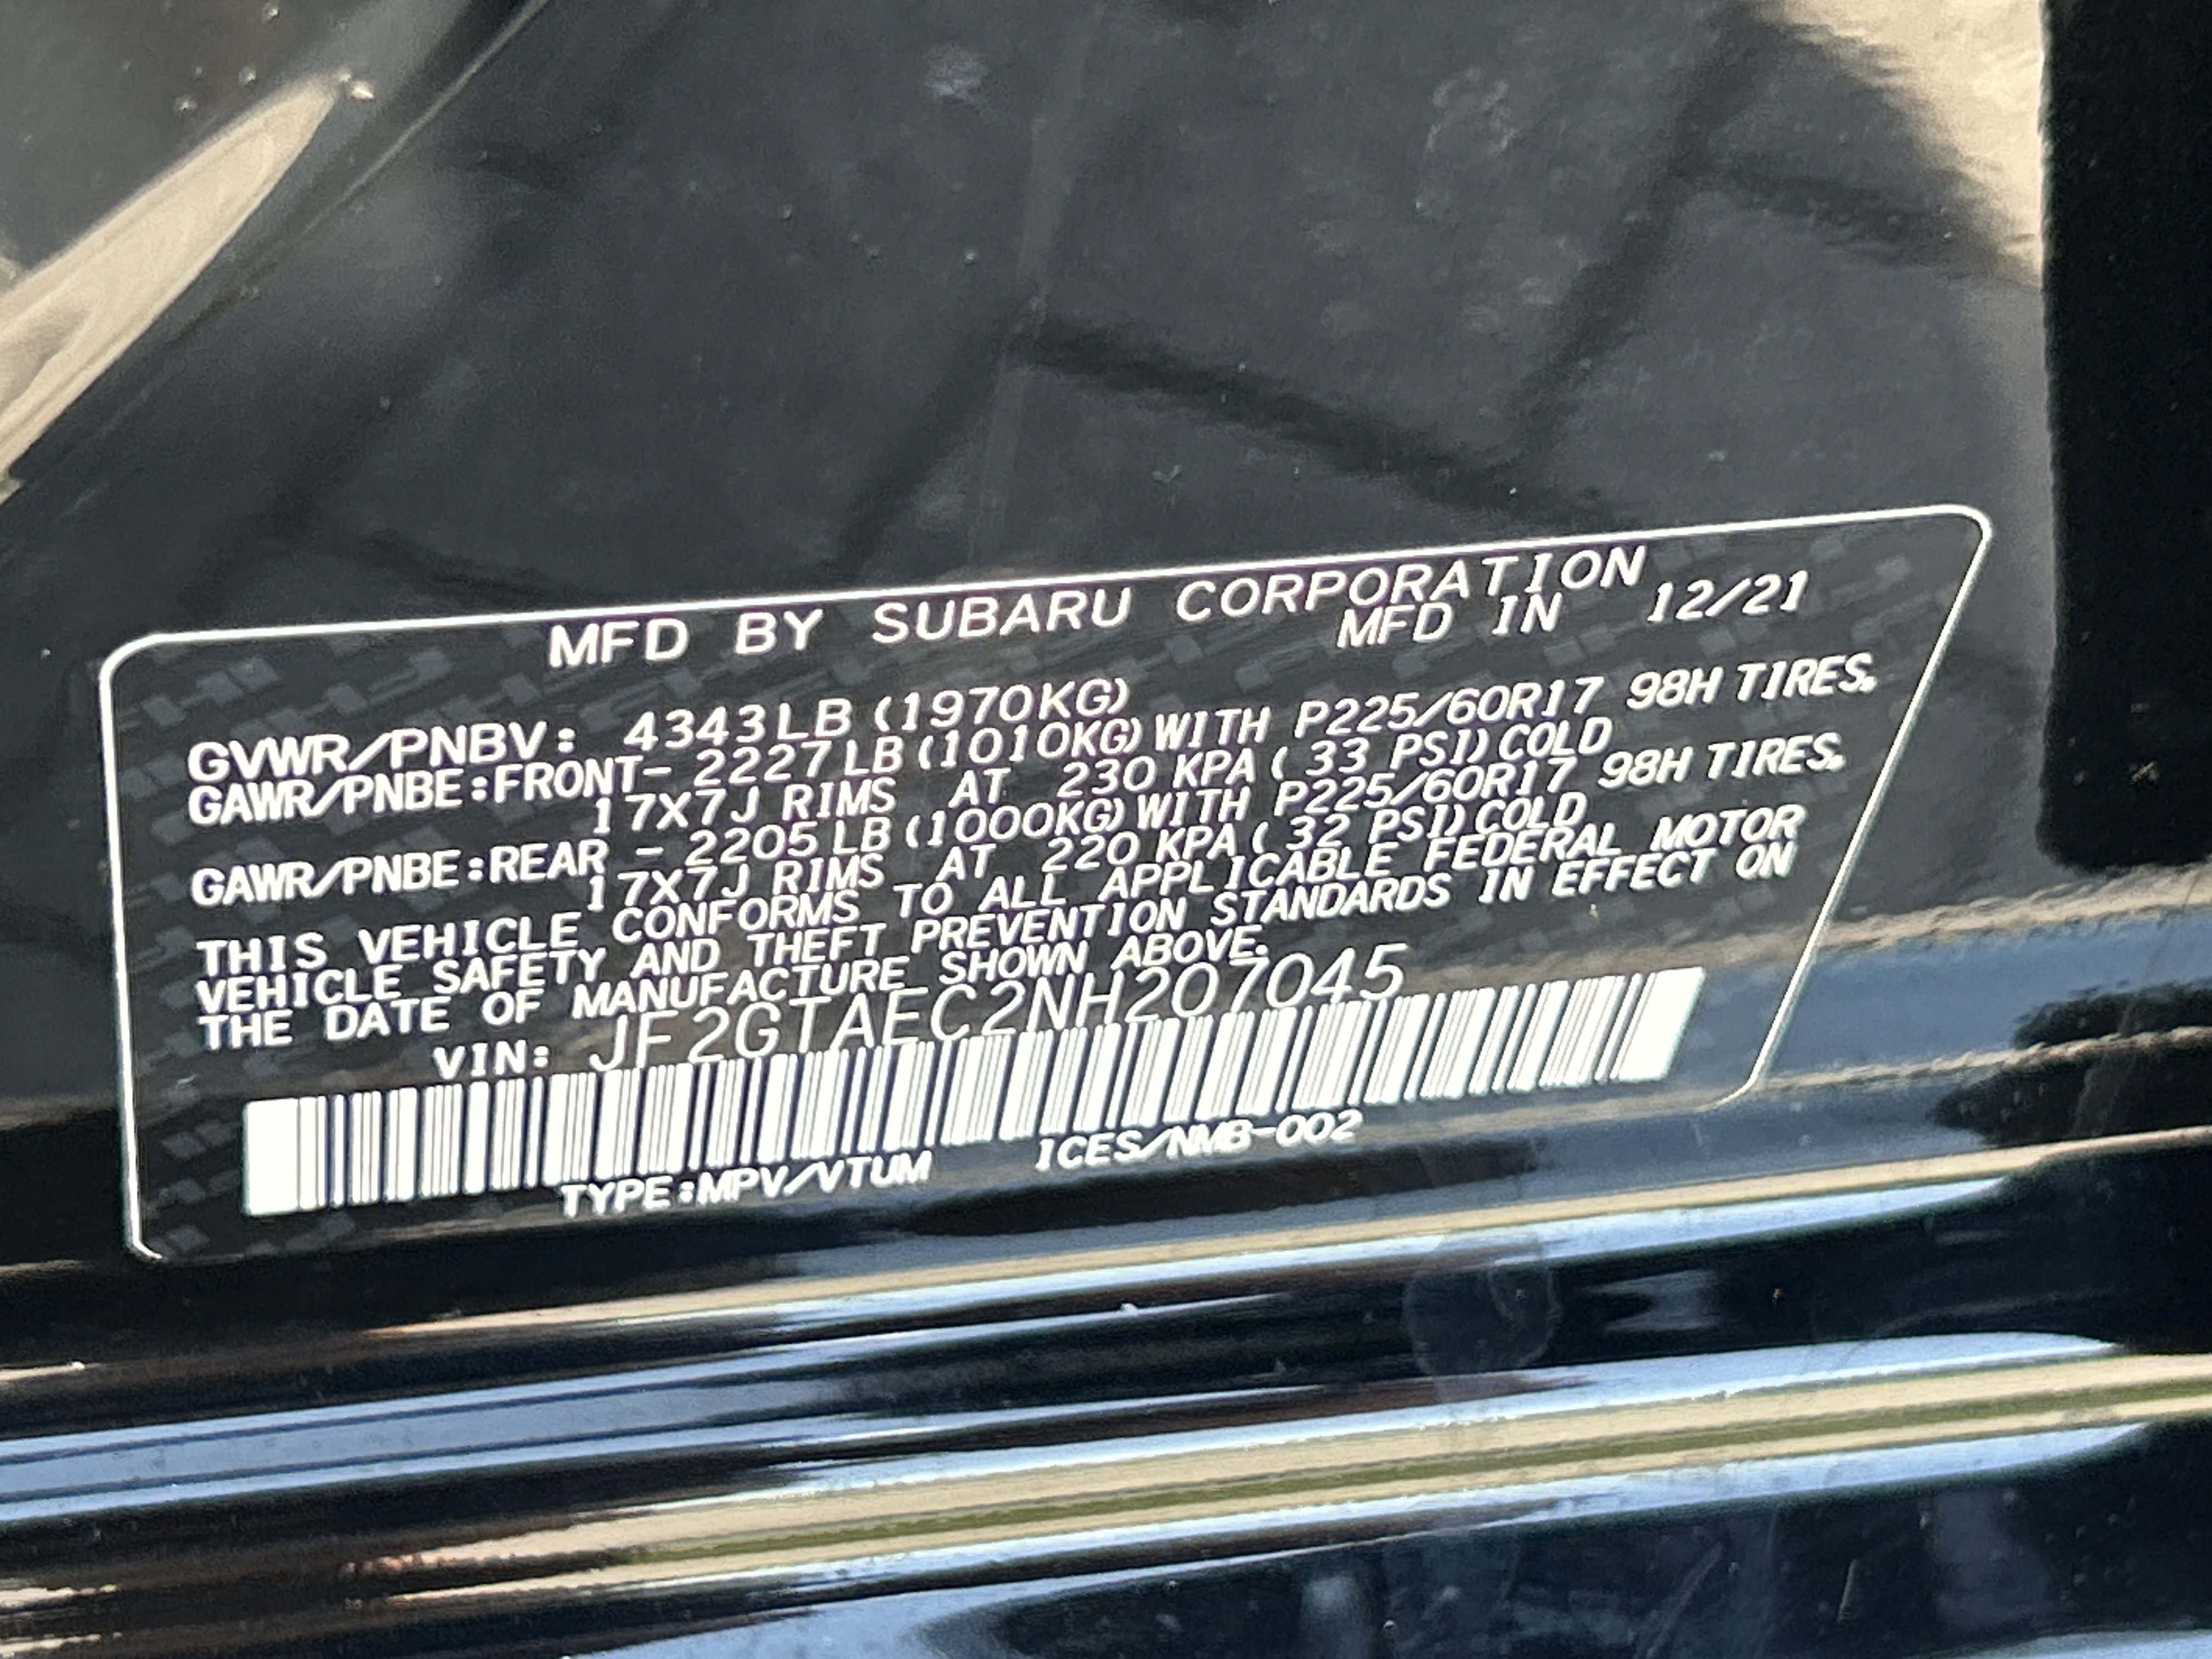 MFD BY SUBARU CORPORATION
MFD IN 12/21
GVWR/PNBV: 4343LB (1970KG)
GAWR/PNBE:FRONT- 2227LB (1010KG) WITH P225/60R17 98H TIRES.
17X7J RIMS AT 230 KPA ( 33 PSI) COLD
GAWR/PNBE:REAR - 2205LB (1000KG) WITH P225/60R17 98H TIRES.
17X7J RIMS AT 220 KPA ( 32 PSI) COLD
THIS VEHICLE CONFORMS TO ALL APPLICABLE FEDERAL MOTOR
VEHICLE SAFETY AND THEFT PREVENTION STANDARDS IN EFFECT ON
THE DATE OF MANUFACTURE SHOWN ABOVE.
VIN: JF2GTAEC2NH207045
TYPE:MPV/VTUM ICES/NMB-002